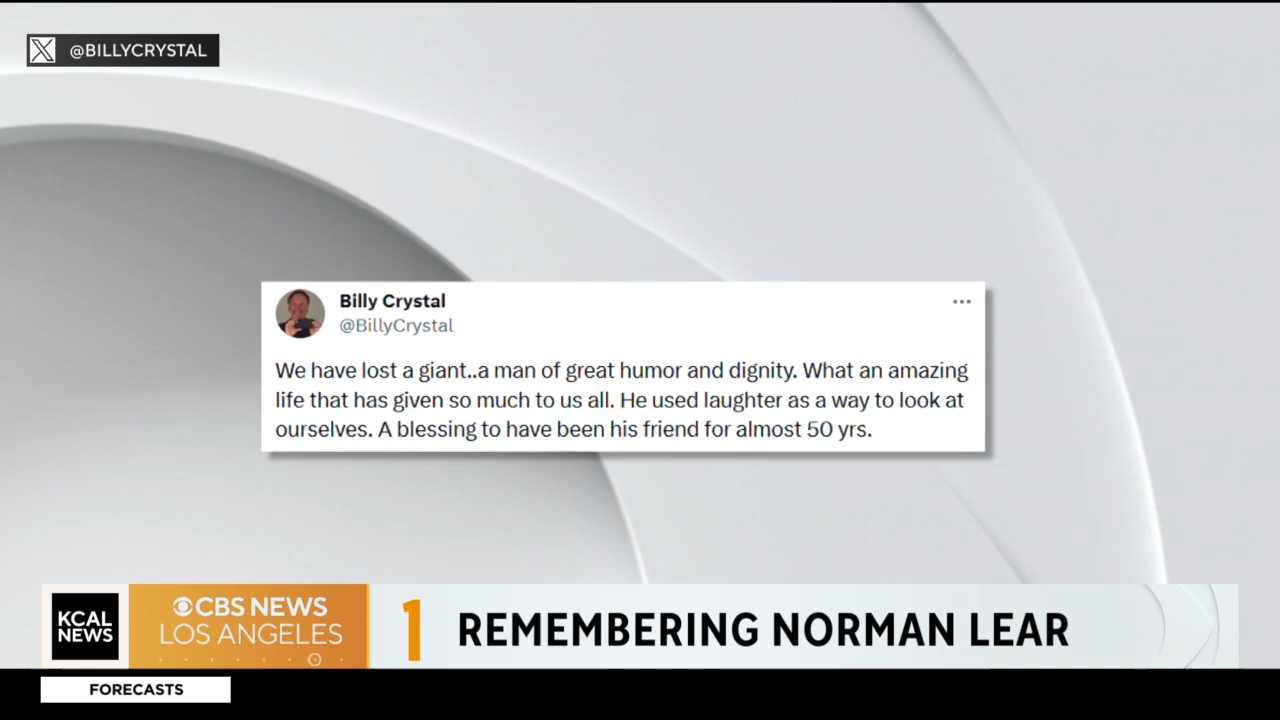 @BILLYCRYSTAL
Billy Crystal
@BillyCrystal
We have lost a giant..a man of great humor and dignity. What an amazing
life that has given so much to us all. He used laughter as a way to look at
ourselves. A blessing to have been his friend for almost 50 yrs.
KCAL
NEWS
CBS NEWS
LOS ANGELES
1
REMEMBERING NORMAN LEAR
FORECASTS